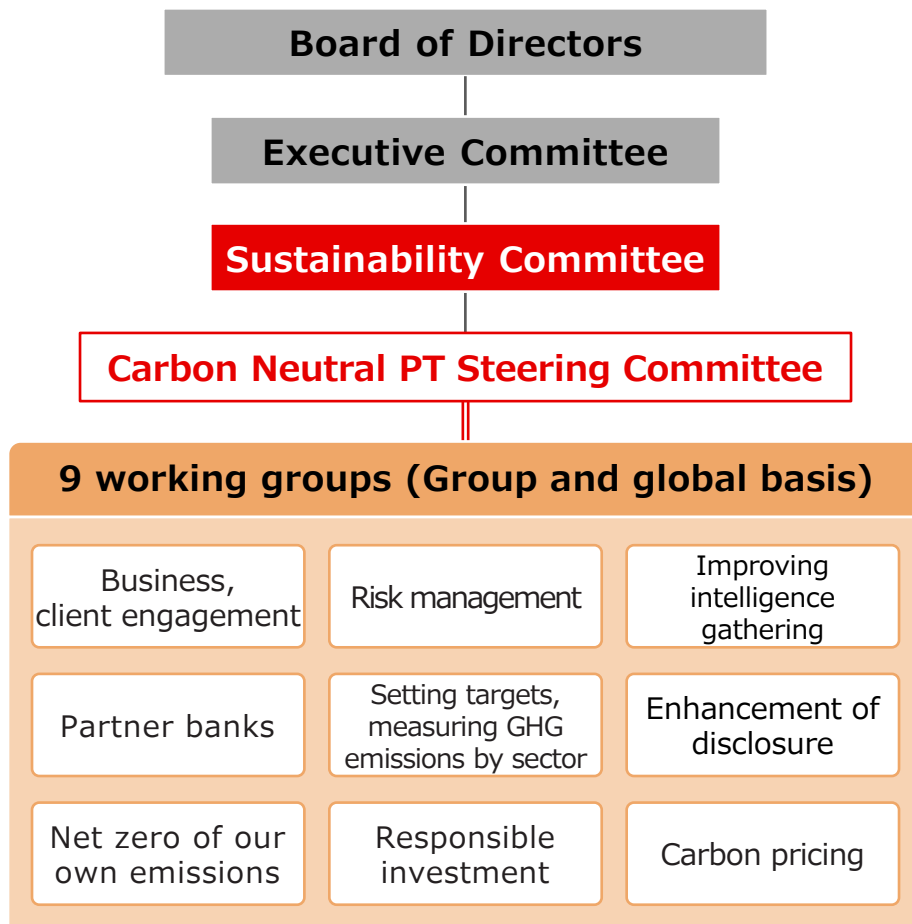 Board of Directors
Executive Committee
Sustainability Committee
Carbon Neutral PT Steering Committee
9 working groups (Group and global basis)
Business,
client engagement
Risk management
Improving
intelligence
gathering
Partner banks
Setting targets,
measuring GHG
emissions by sector
Enhancement of
disclosure
Net zero of our
own emissions
Responsible
investment
Carbon pricing